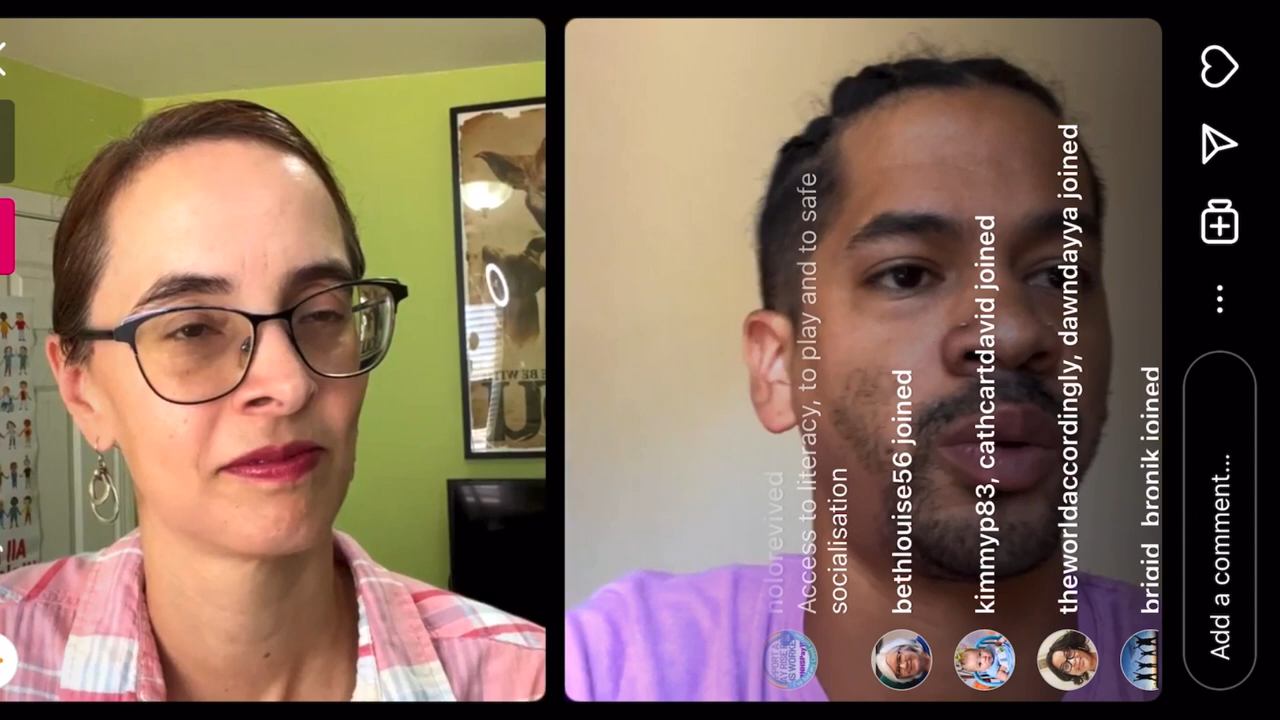 nolorevived
Access to literacy, to play and to safe
socialisation
bethlouise56 joined
kimmyp83, cathcartdavid joined
theworldaccordingly, dawndayya joined
brigid_bronik joined
Add a comment...